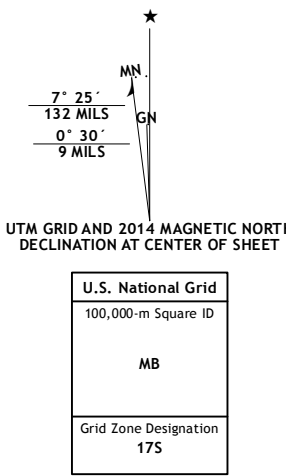 MN
7° 25´
132 MILS
GN
0° 30´
9 MILS
UTM GRID AND 2014 MAGNETIC NORTH
DECLINATION AT CENTER OF SHEET
U.S. National Grid
100,000-m Square ID
MB
Grid Zone Designation
17S